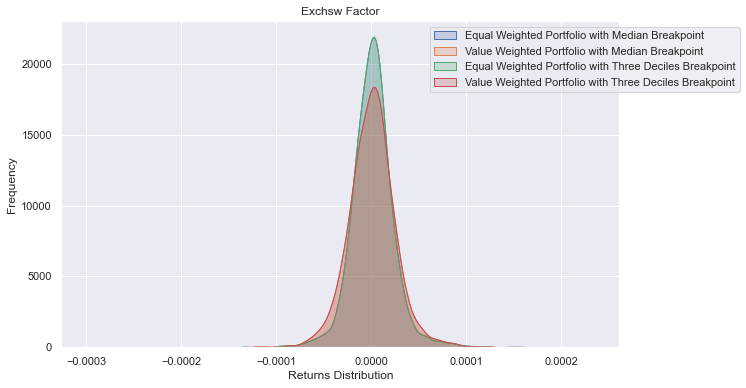 Exchsw Factor
Equal Weighted Portfolio with Median Breakpoint
Value Weighted Portfolio with Median Breakpoint
Equal Weighted Portfolio with Three Deciles Breakpoint
Value Weighted Portfolio with Three Deciles Breakpoint
Frequency
20000
15000
10000
5000
0
−0.0003 −0.0002 −0.0001 0.0000 0.0001 0.0002
Returns Distribution